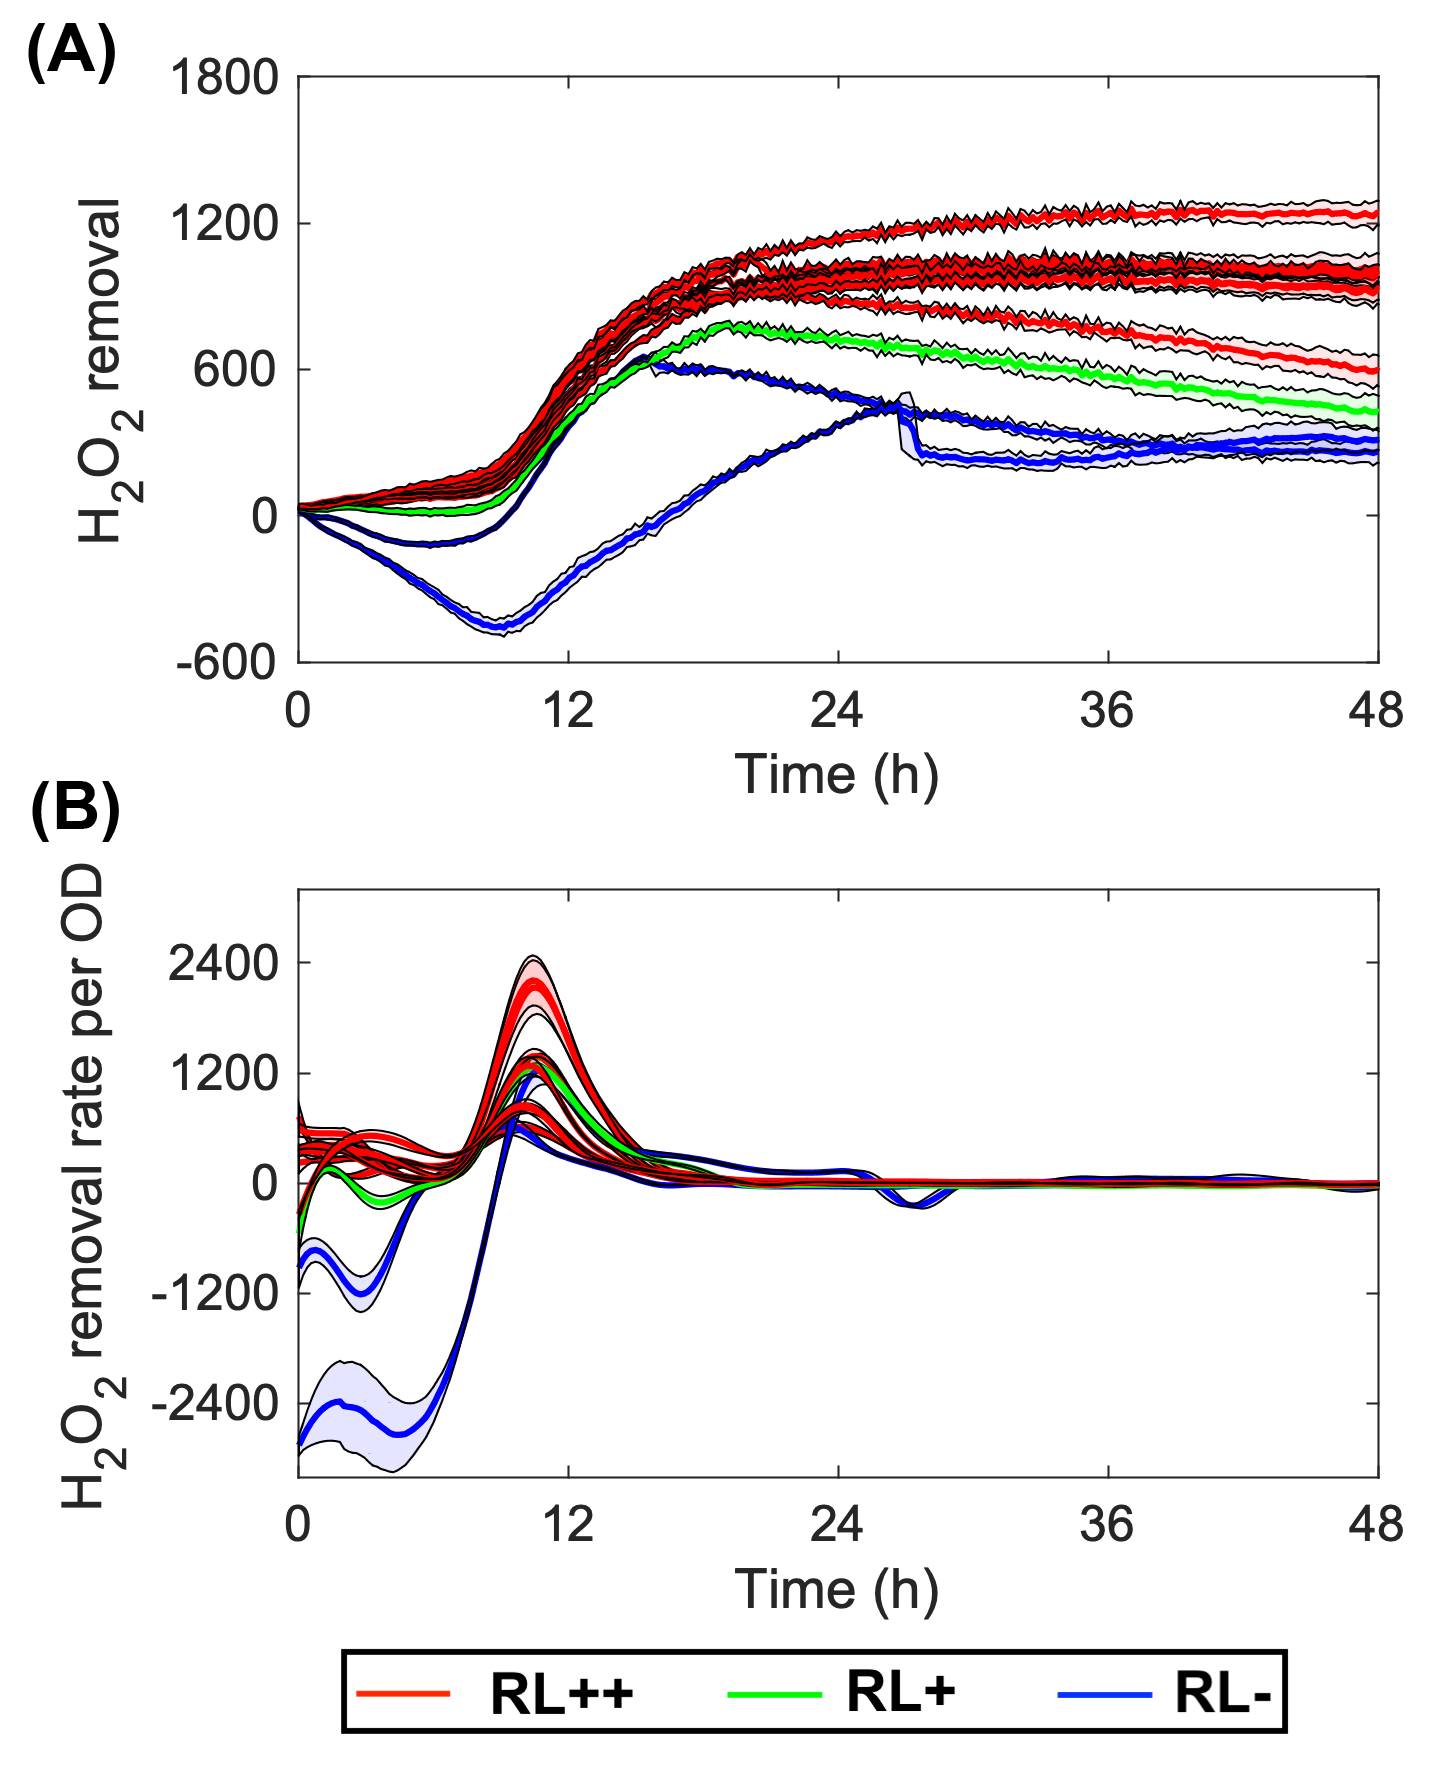 (A)
1800
1200
600
0
-600
H2O2 removal
0 12 24 36 48
Time (h)
(B)
2400
1200
0
-1200
-2400
H2O2 removal rate per OD
0 12 24 36 48
Time (h)
RL++ RL+ RL-